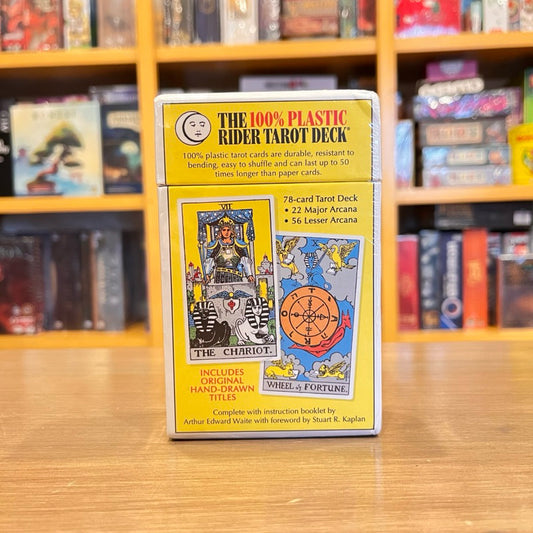 THE 100% PLASTIC
RIDER TAROT DECK®
100% plastic tarot cards are durable, resistant to
bending, easy to shuffle and can last up to 50
times longer than paper cards.
78-card Tarot Deck
• 22 Major Arcana
• 56 Lesser Arcana
VII
THE CHARIOT.
WHEEL of FORTUNE.
INCLUDES
ORIGINAL
HAND-DRAWN
TITLES
Complete with instruction booklet by
Arthur Edward Waite with foreword by Stuart R. Kaplan